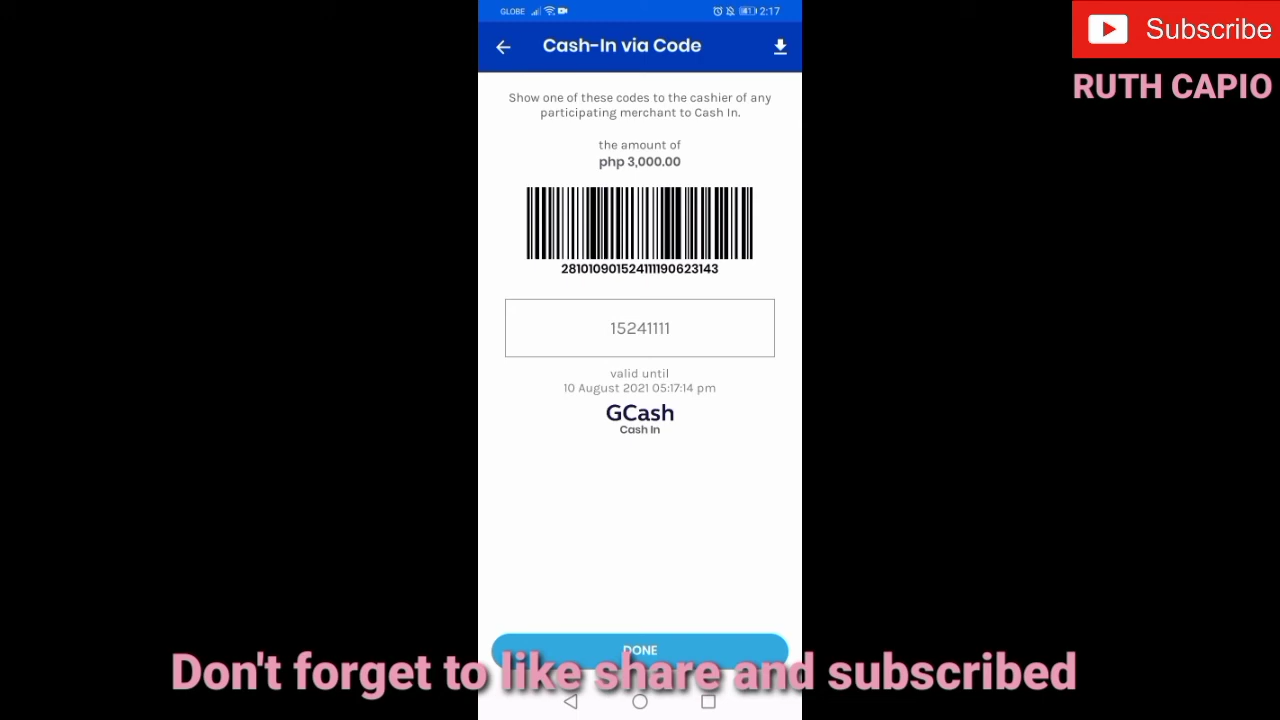 GLOBE
2:17
Cash-In via Code
Subscribe
RUTH CAPIO
Show one of these codes to the cashier of any
participating merchant to Cash In.
the amount of
php 3,000.00
281010901524111190623143
15241111
valid until
10 August 2021 05:17:14 pm
GCash
Cash In
DONE
Don't forget to like share and subscribed